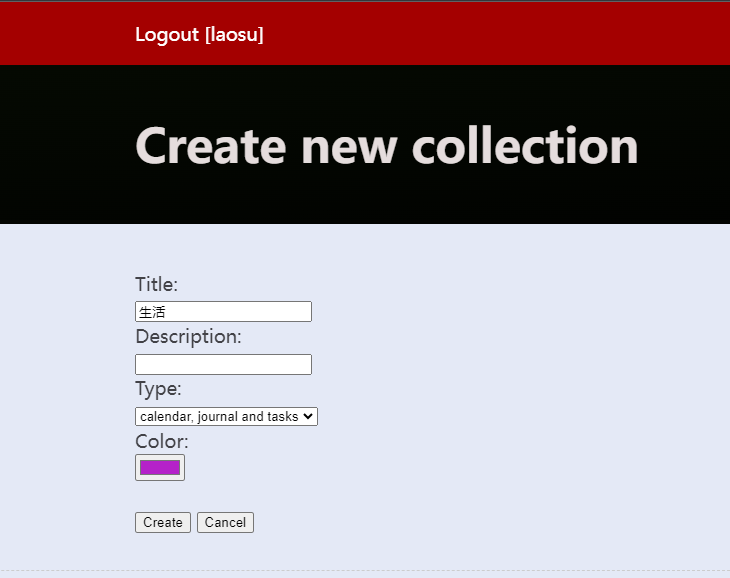 Logout [laosu]
Create new collection
Title:
生活
Description:
Type:
calendar, journal and tasks
Color:
Create Cancel